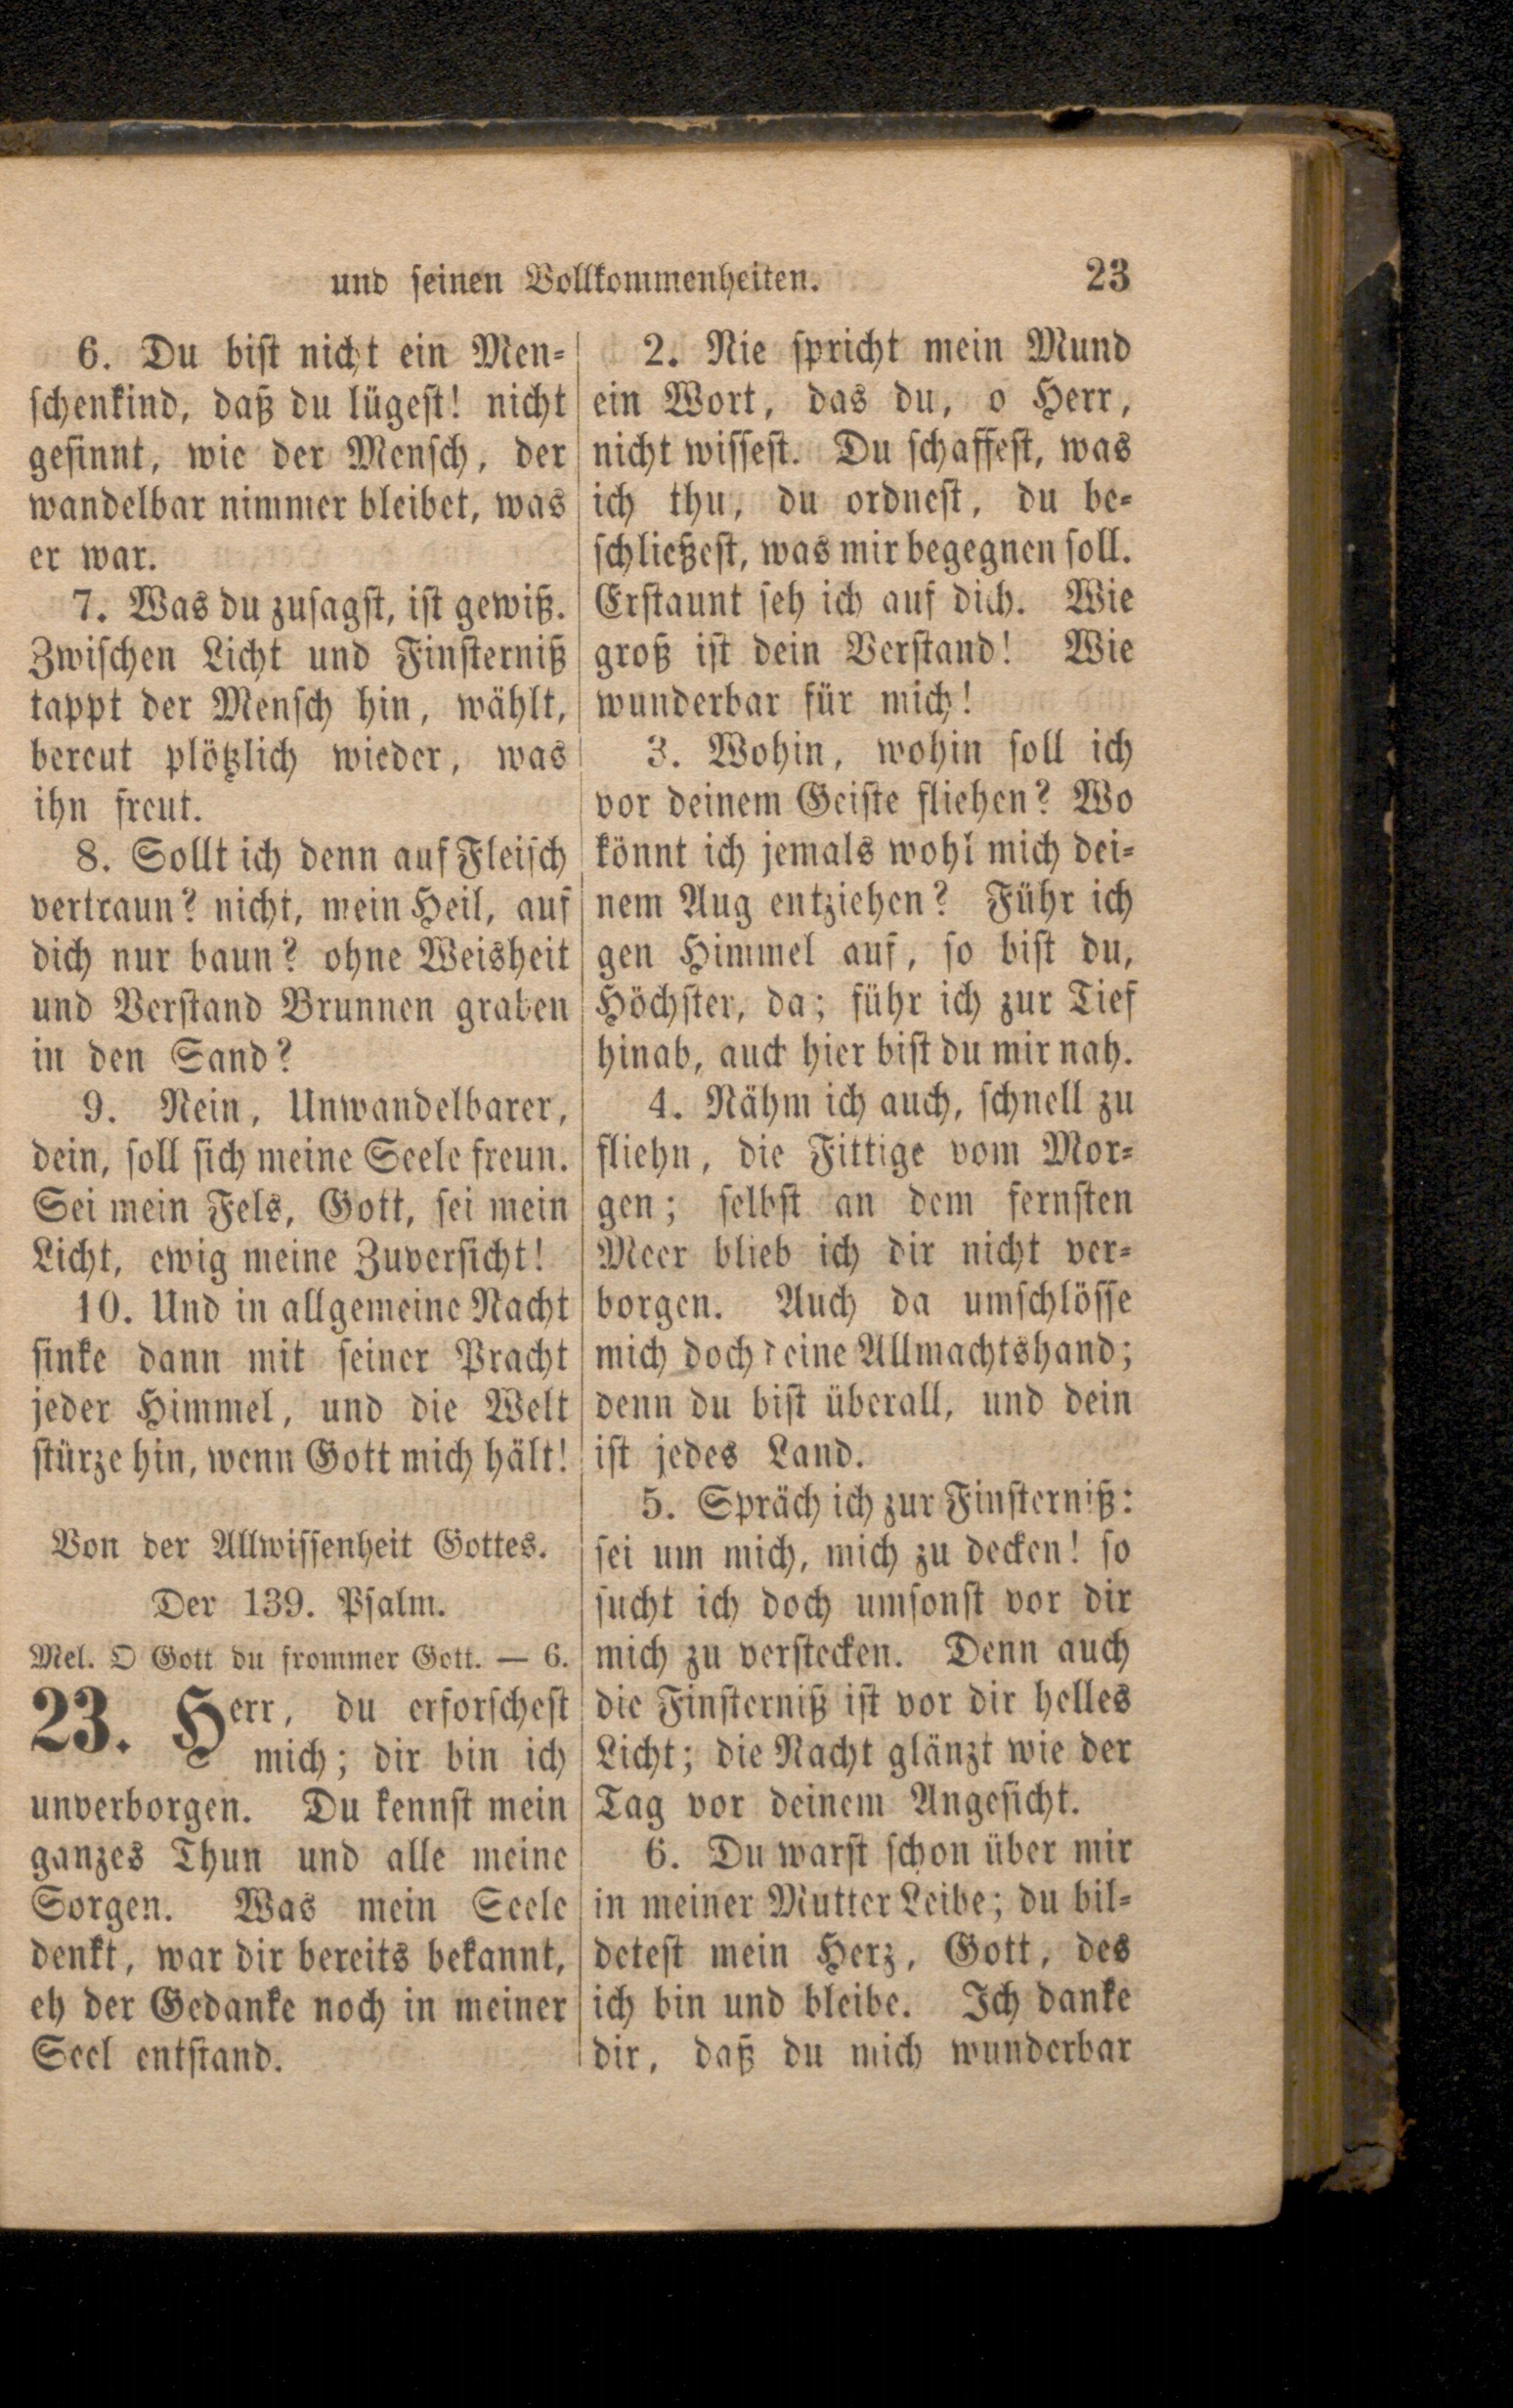 und seinen Vollkommenheiten. 23
6. Du bist nicht ein Men-
schenkind, daß du lügest! nicht
gesinnt, wie der Mensch, der
wandelbar nimmer bleibet, was
er war.
7. Was du zusagst, ist gewiß.
Zwischen Licht und Finsterniß
tappt der Mensch hin, wählt,
bereut plötzlich wieder, was
ihn freut.
8. Sollt ich denn auf Fleisch
vertraun? nicht, mein Heil, auf
dich nur baun? ohne Weisheit
und Verstand Brunnen graben
in den Sand?
9. Nein, Unwandelbarer,
dein, soll sich meine Seele freun.
Sei mein Fels, Gott, sei mein
Licht, ewig meine Zuversicht!
10. Und in allgemeine Nacht
sinke dann mit seiner Pracht
jeder Himmel, und die Welt
stürze hin, wenn Gott mich hält!
Von der Allwissenheit Gottes.
Der 139. Psalm.
Mel. O Gott du frommer Gott. — 6.
23. Herr, du erforschest
mich; dir bin ich
unverborgen. Du kennst mein
ganzes Thun und alle meine
Sorgen. Was mein Seele
denkt, war dir bereits bekannt,
eh der Gedanke noch in meiner
Seel entstand.
2. Nie spricht mein Mund
ein Wort, das du, o Herr,
nicht wissest. Du schaffest, was
ich thu, du ordnest, du be-
schließest, was mir begegnen soll.
Erstaunt seh ich auf dich. Wie
groß ist dein Verstand! Wie
wunderbar für mich!
3. Wohin, wohin soll ich
vor deinem Geiste fliehen? Wo
könnt ich jemals wohl mich dei-
nem Aug entziehen? Führ ich
gen Himmel auf, so bist du,
Höchster, da; führ ich zur Tief
hinab, auch hier bist du mir nah.
4. Nähm ich auch, schnell zu
fliehn, die Fittige vom Mor-
gen; selbst an dem fernsten
Meer blieb ich dir nicht ver-
borgen. Auch da umschlösse
mich doch deine Allmachtshand;
denn du bist überall, und dein
ist jedes Land.
5. Spräch ich zur Finsterniß:
sei um mich, mich zu decken! so
sucht ich doch umsonst vor dir
mich zu verstecken. Denn auch
die Finsterniß ist vor dir helles
Licht; die Nacht glänzt wie der
Tag vor deinem Angesicht.
6. Du warst schon über mir
in meiner Mutter Leibe; du bil-
detest mein Herz, Gott, des
ich bin und bleibe. Ich danke
dir, daß du mich wunderbar